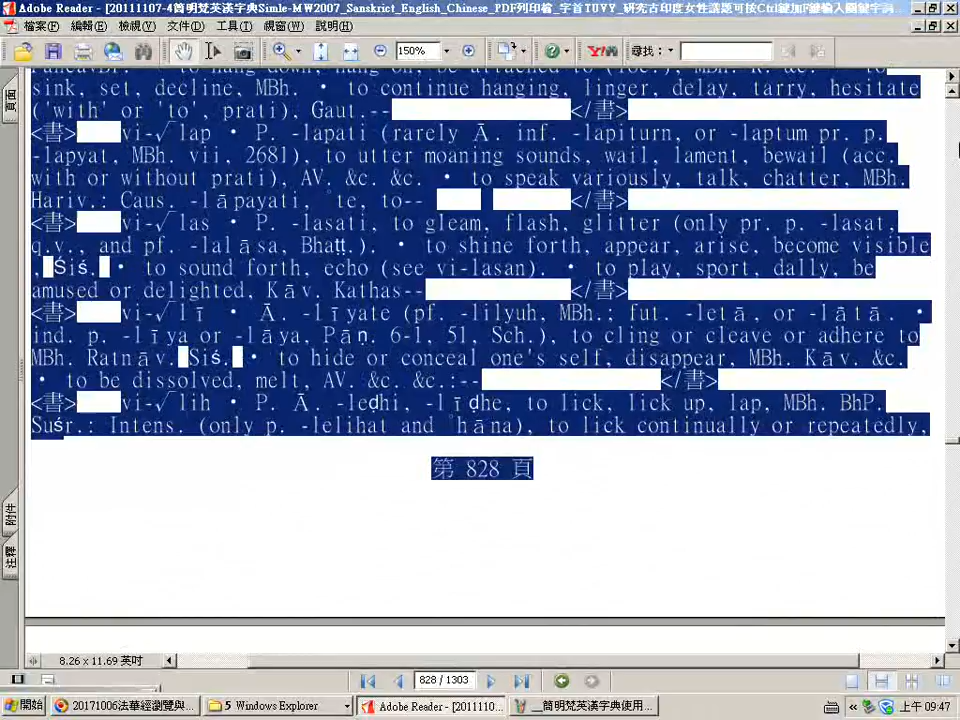 Adobe Reader - [20111107-4簡明梵英漢字典Simle-MW2007_Sanskrict_English_Chinese_PDF列印檔_字首TUVY_研究古印度女性議題可按Ctrl鍵加F鍵輸入關鍵字詞
檔案(F) 編輯(E) 檢視(V) 文件(D) 工具(T) 視窗(W) 說明(H)
150% 尋找:
頁面
sink, set, decline, MBh. • to continue hanging, linger, delay, tarry, hesitate
('with' or 'to', prati), Gaut.-- </書>
<書> vi-√lap • P. -lapati (rarely Ā. inf. -lapiturn, or -laptum pr. p.
-lapyat, MBh. vii, 2681), to utter moaning sounds, wail, lament, bewail (acc.
with or without prati), AV. &c. &c. • to speak variously, talk, chatter, MBh.
Hariv.: Caus. -lāpayati, °te, to-- </書>
<書> vi-√las • P. -lasati, to gleam, flash, glitter (only pr. p. -lasat,
q.v., and pf. -lalāsa, Bhaṭṭ.). • to shine forth, appear, arise, become visible
, Śiś. • to sound forth, echo (see vi-lasan). • to play, sport, dally, be
amused or delighted, Kāv. Kathas-- </書>
<書> vi-√lī • Ā. -līyate (pf. -lilyuh, MBh.; fut. -letā, or -lātā. •
ind. p. -līya or -lāya, Pāṇ. 6-1, 51, Sch.), to cling or cleave or adhere to
MBh. Ratnāv. Siś. • to hide or conceal one's self, disappear, MBh. Kāv. &c.
• to be dissolved, melt, AV. &c. &c.:-- </書>
<書> vi-√lih • P. Ā. -leḍhi, -līḍhe, to lick, lick up, lap, MBh. BhP.
Suśr.: Intens. (only p. -lelihat and °hāna), to lick continually or repeatedly,
第 828 頁
附件
注釋
8.26 x 11.69 英吋
828 / 1303
開始 20171006法華經瀏覽與... 5 Windows Explorer Adobe Reader - [2011110... __簡明梵英漢字典使用... 上午 09:47